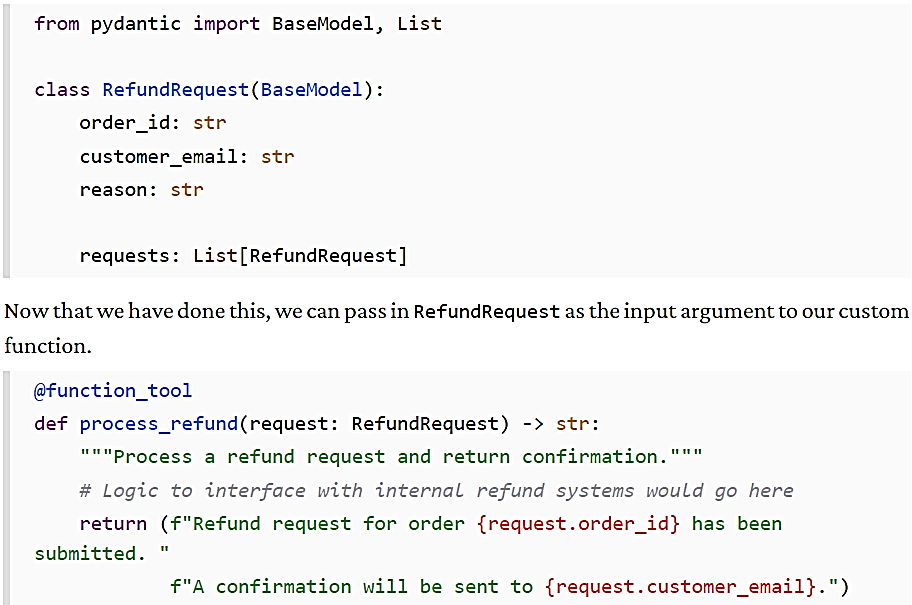 from pydantic import BaseModel, List
class RefundRequest(BaseModel):
    order_id: str
    customer_email: str
    reason: str
    requests: List[RefundRequest]
Now that we have done this, we can pass in RefundRequest as the input argument to our custom
function.
@function_tool
def process_refund(request: RefundRequest) -> str:
    """Process a refund request and return confirmation."""
    # Logic to interface with internal refund systems would go here
    return (f"Refund request for order {request.order_id} has been
submitted. "
            f"A confirmation will be sent to {request.customer_email}.")